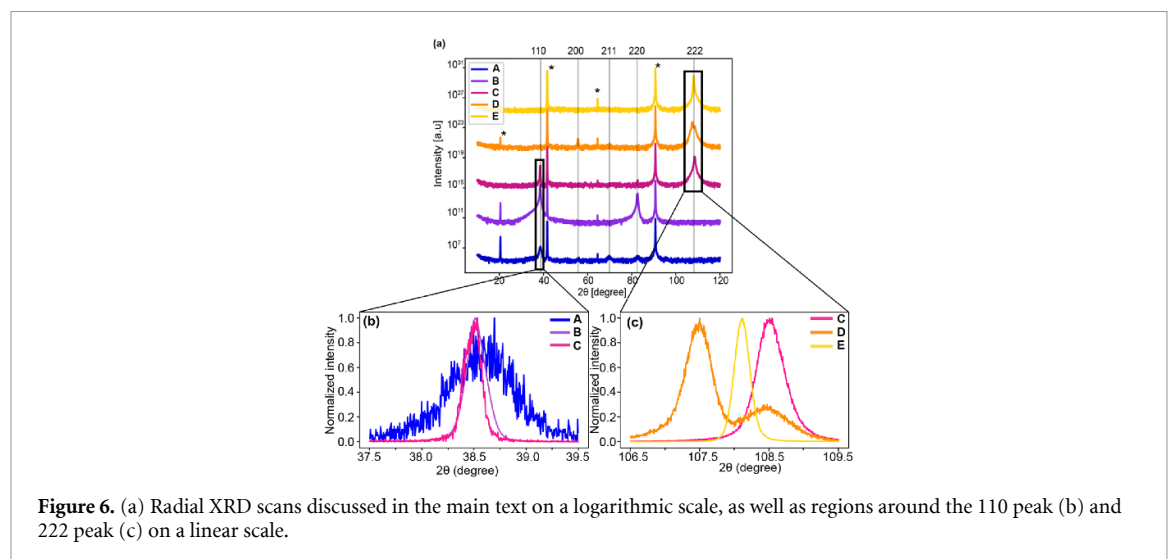 (a)
110 200 211 220 222
10^31
10^27
10^23
10^19
10^15
10^11
10^7
Intensity [a.u]
A
B
C
D
E
* * * *
20 40 60 80 100 120
2θ [degree]
(b)
A
B
C
1.0
0.8
0.6
0.4
0.2
0.0
Normalized intensity
37.5 38.0 38.5 39.0 39.5
2θ (degree)
(c)
C
D
E
1.0
0.8
0.6
0.4
0.2
0.0
Normalized intensity
106.5 107.5 108.5 109.5
2θ (degree)
Figure 6. (a) Radial XRD scans discussed in the main text on a logarithmic scale, as well as regions around the 110 peak (b) and
222 peak (c) on a linear scale.